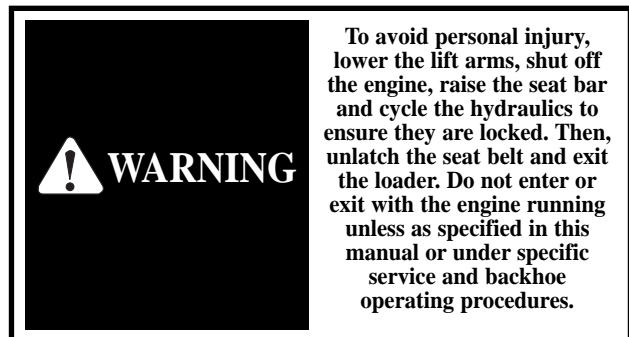 WARNING
To avoid personal injury,
lower the lift arms, shut off
the engine, raise the seat bar
and cycle the hydraulics to
ensure they are locked. Then,
unlatch the seat belt and exit
the loader. Do not enter or
exit with the engine running
unless as specified in this
manual or under specific
service and backhoe
operating procedures.